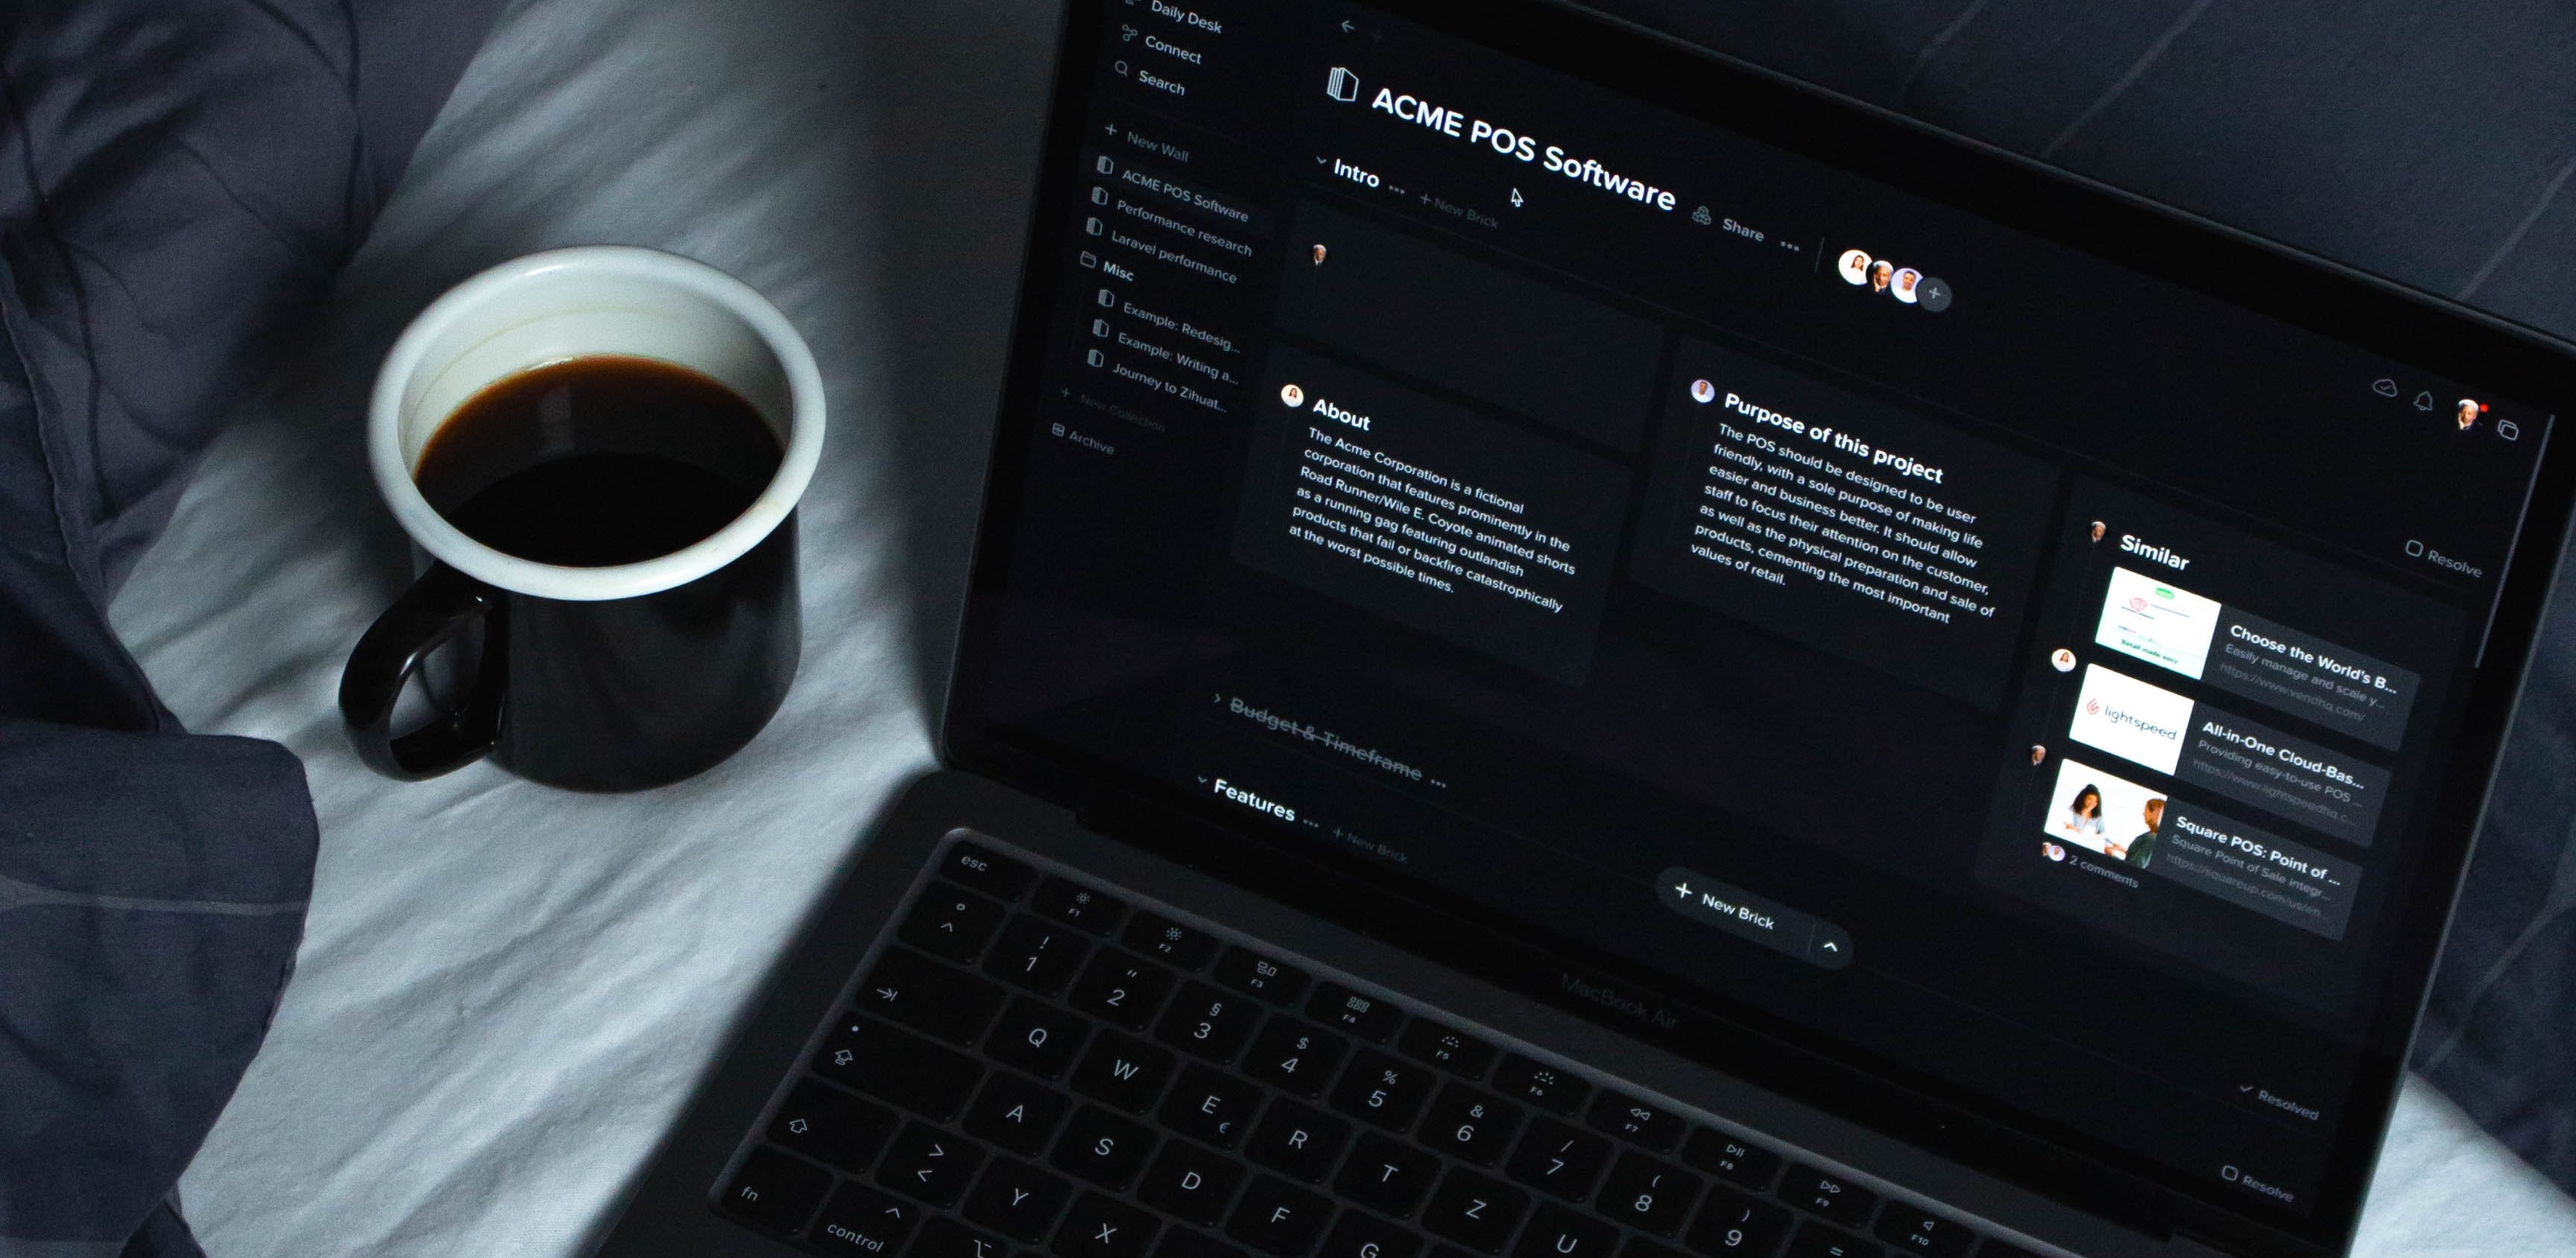 Daily Desk
Connect
Search
+ New Wall
ACME POS Software
Performance research
Laravel performance
Misc
Example: Redesig...
Example: Writing a...
Journey to Zihuat...
+ New Collection
Archive
ACME POS Software
Share ...
Intro ... + New Brick
About
The Acme Corporation is a fictional
corporation that features prominently in the
Road Runner/Wile E. Coyote animated shorts
as a running gag featuring outlandish
products that fail or backfire catastrophically
at the worst possible times.
Purpose of this project
The POS should be designed to be user
friendly, with a sole purpose of making life
easier and business better. It should allow
staff to focus their attention on the customer,
as well as the physical preparation and sale of
products, cementing the most important
values of retail.
Resolve
Similar
Retail made easy
Choose the World's B...
Easily manage and scale y...
https://www.vendhq.com/
lightspeed
All-in-One Cloud-Bas...
Providing easy-to-use POS ...
https://www.lightspeedhq.c...
Square POS: Point of ...
Square Point of Sale integr...
https://squareup.com/us/en...
2 comments
Budget & Timeframe ...
Resolved
Features ... + New Brick
Resolve
+ New Brick
MacBook Air
esc
F1
F2
F3
F4
F5
F6
F7
F8
F9
F10
° ^
! 1
" 2
§ 3
$ 4
% 5
& 6
/ 7
( 8
) 9
=
Q
W
E €
R
T
Z
U
A
S
D
F
G
> <
Y
X
fn
control